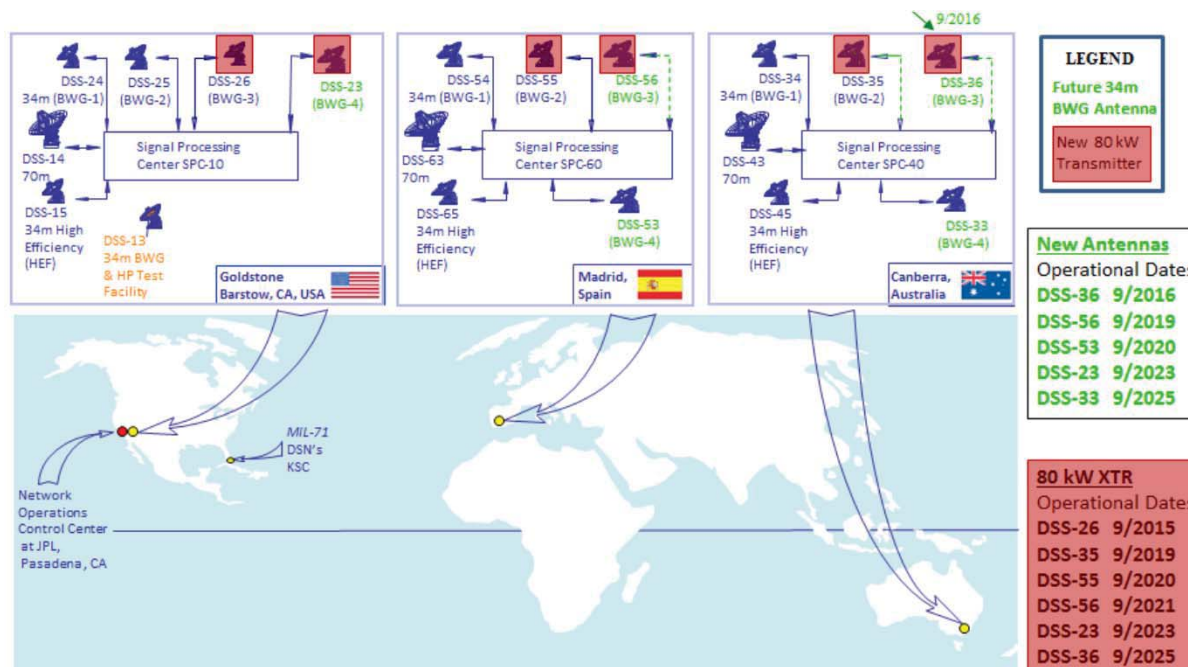 9/2016
DSS-24
34m (BWG-1)
DSS-25
(BWG-2)
DSS-26
(BWG-3)
DSS-23
(BWG-4)
DSS-14
70m
Signal Processing
Center SPC-10
DSS-15
34m High
Efficiency
(HEF)
DSS-13
34m BWG
& HP Test
Facility
Goldstone
Barstow, CA, USA
DSS-54
34m (BWG-1)
DSS-55
(BWG-2)
DSS-56
(BWG-3)
DSS-63
70m
Signal Processing
Center SPC-60
DSS-65
34m High
Efficiency
(HEF)
DSS-53
(BWG-4)
Madrid,
Spain
DSS-34
34m (BWG-1)
DSS-35
(BWG-2)
DSS-36
(BWG-3)
DSS-43
70m
Signal Processing
Center SPC-40
DSS-45
34m High
Efficiency
(HEF)
DSS-33
(BWG-4)
Canberra,
Australia
LEGEND
Future 34m
BWG Antenna
New 80 kW
Transmitter
New Antennas
Operational Date:
DSS-36 9/2016
DSS-56 9/2019
DSS-53 9/2020
DSS-23 9/2023
DSS-33 9/2025
80 kW XTR
Operational Date:
DSS-26 9/2015
DSS-35 9/2019
DSS-55 9/2020
DSS-56 9/2021
DSS-23 9/2023
DSS-36 9/2025
MIL-71
DSN's
KSC
Network
Operations
Control Center
at JPL,
Pasadena, CA